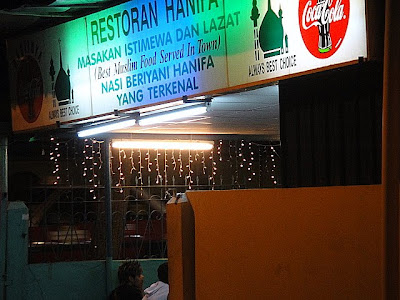 RESTORAN HANIFA
MASAKAN ISTIMEWA DAN LAZAT
(Best Muslim Food Served In Town)
NASI BERIYANI HANIFA
YANG TERKENAL
ALWAYS BEST CHOICE
Coca-Cola
ALWAYS BEST CHOICE